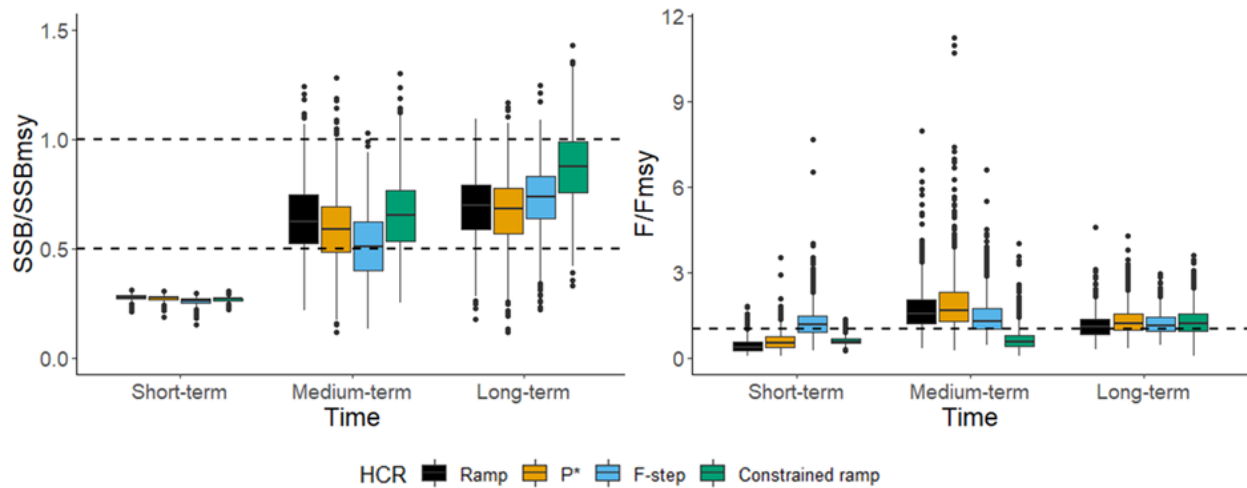 SSB/SSBmsy
1.5
1.0
0.5
0.0
Short-term Medium-term Long-term
Time
F/Fmsy
12
9
6
3
0
Short-term Medium-term Long-term
Time
HCR Ramp P* F-step Constrained ramp